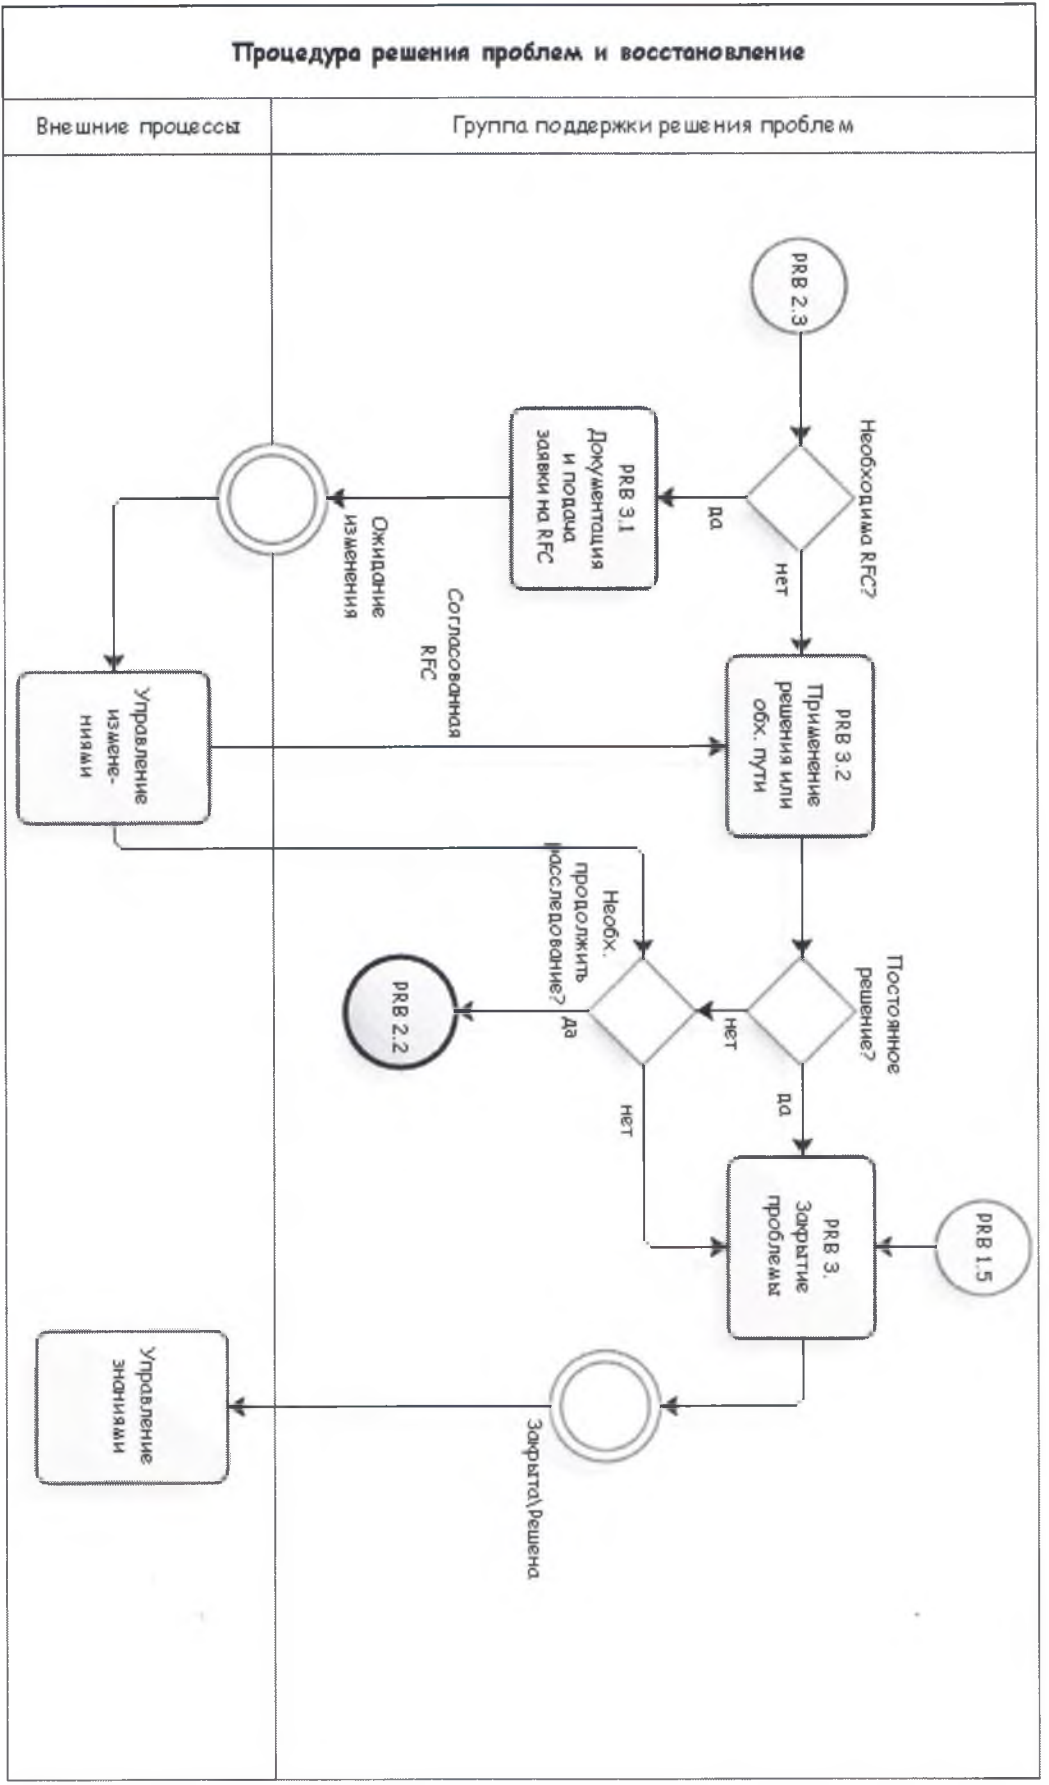 Процедура решения проблем и восстановление
Внешние процессы
Группа поддержки решения проблем
PRB 2.3
Необходима RFC?
да
нет
PRB 3.1
Документация
и подача
заявки на RFC
Ожидание
изменения
Согласованная
RFC
Управление
измене-
ниями
PRB 3.2
Применение
решения или
обх. пути
Постоянное
решение?
нет
да
Необх.
продолжить
расследование?
да
нет
PRB 2.2
PRB 3.
Закрытие
проблемы
PRB 1.5
Закрыта\Решена
Управление
знаниями